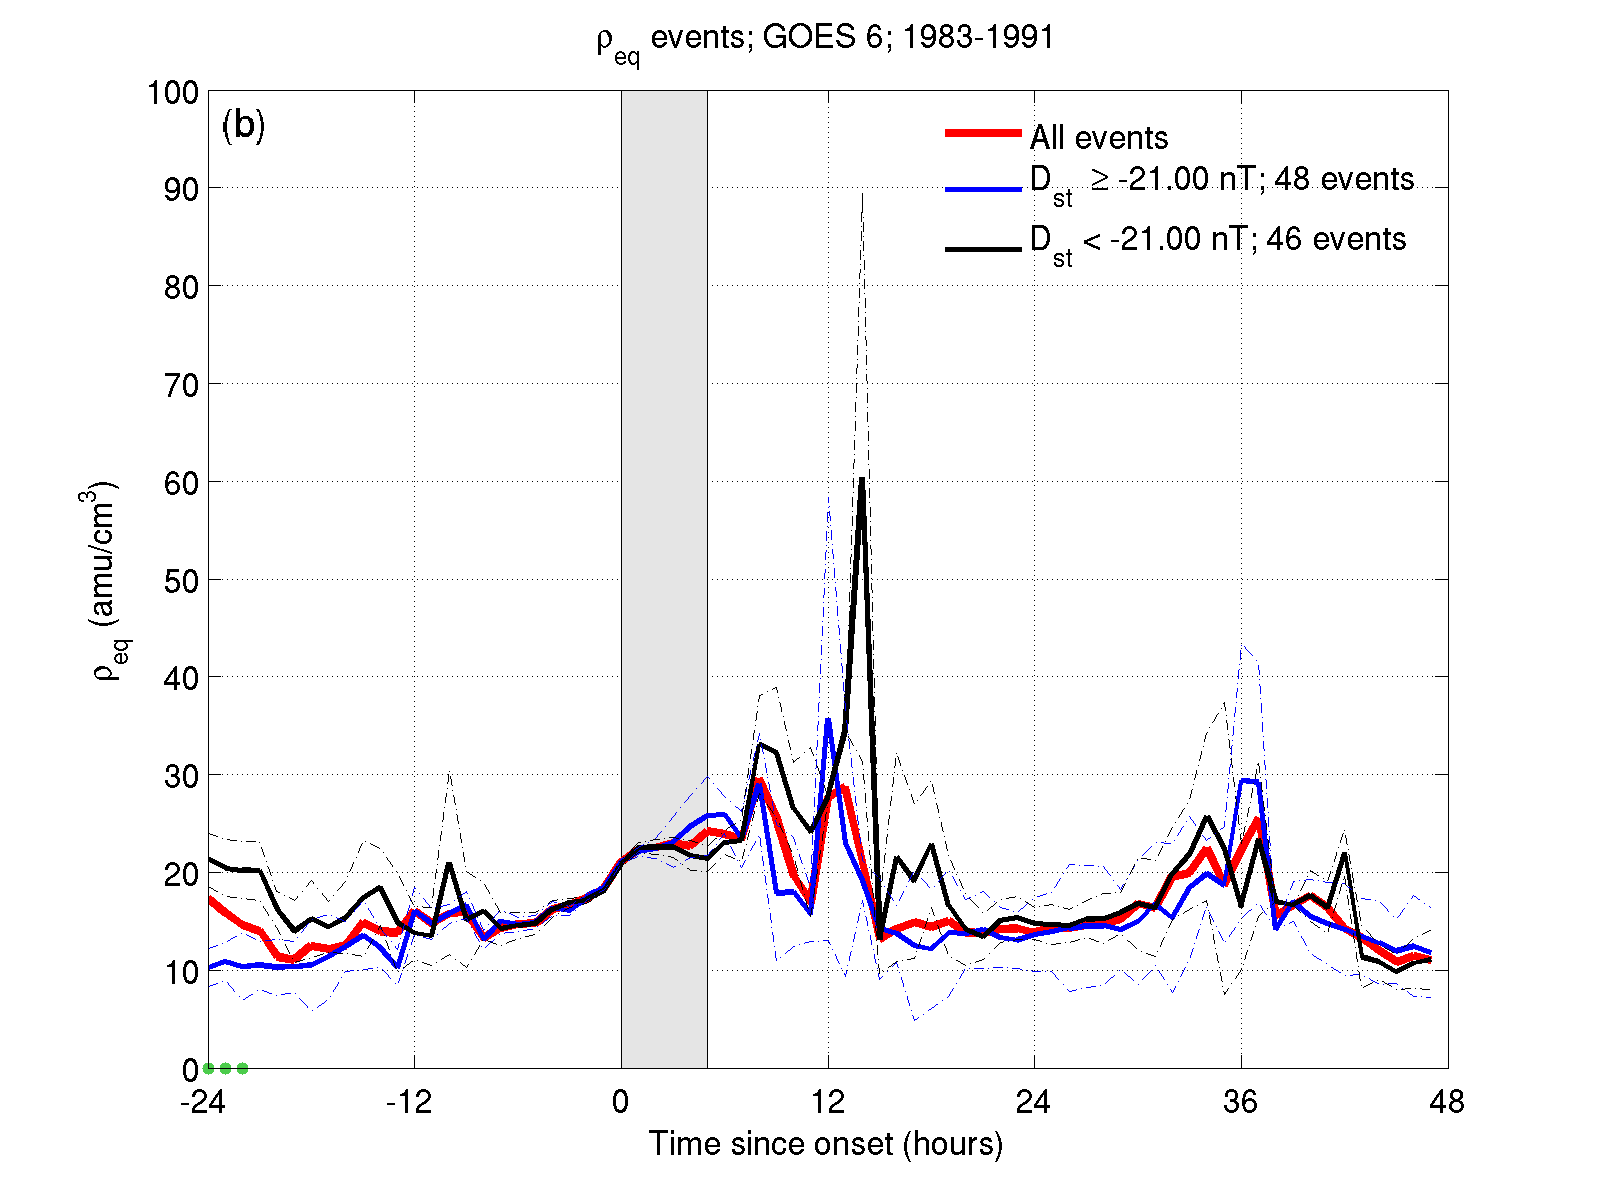 ρeq events; GOES 6; 1983-1991
(b)
All events
Dst ≥ -21.00 nT; 48 events
Dst < -21.00 nT; 46 events
100
90
80
70
60
50
40
30
20
10
0
ρeq (amu/cm³)
-24 -12 0 12 24 36 48
Time since onset (hours)